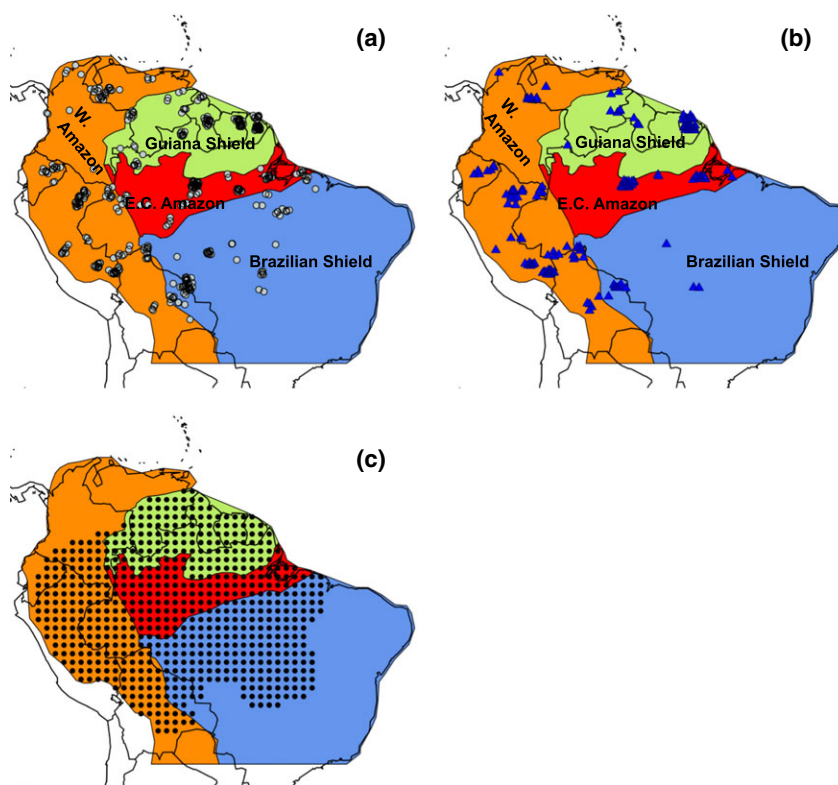 (a)
W. Amazon
Guiana Shield
E.C. Amazon
Brazilian Shield
(b)
W. Amazon
Guiana Shield
E.C. Amazon
Brazilian Shield
(c)